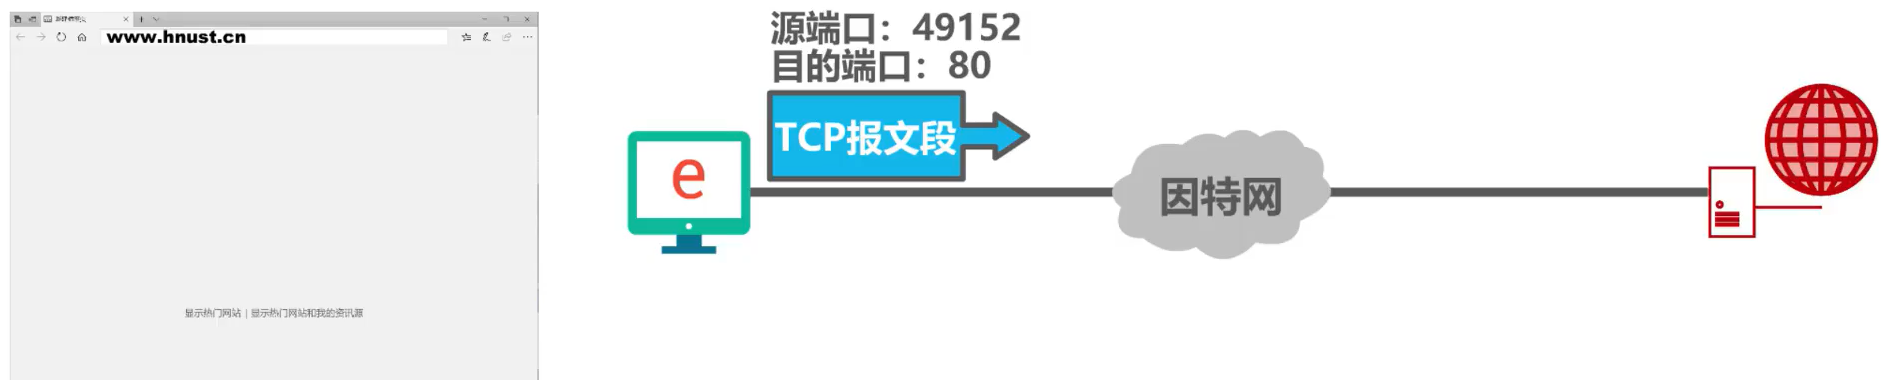 www.hnust.cn
显示热门网站 | 显示热门网站和我的资讯源
源端口：49152
目的端口：80
TCP报文段
e
因特网